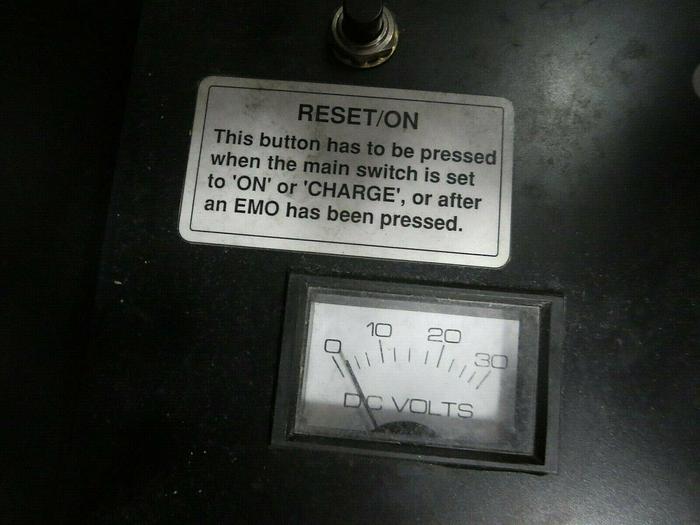 RESET/ON
This button has to be pressed
when the main switch is set
to 'ON' or 'CHARGE', or after
an EMO has been pressed.
0 10 20 30
DC VOLTS